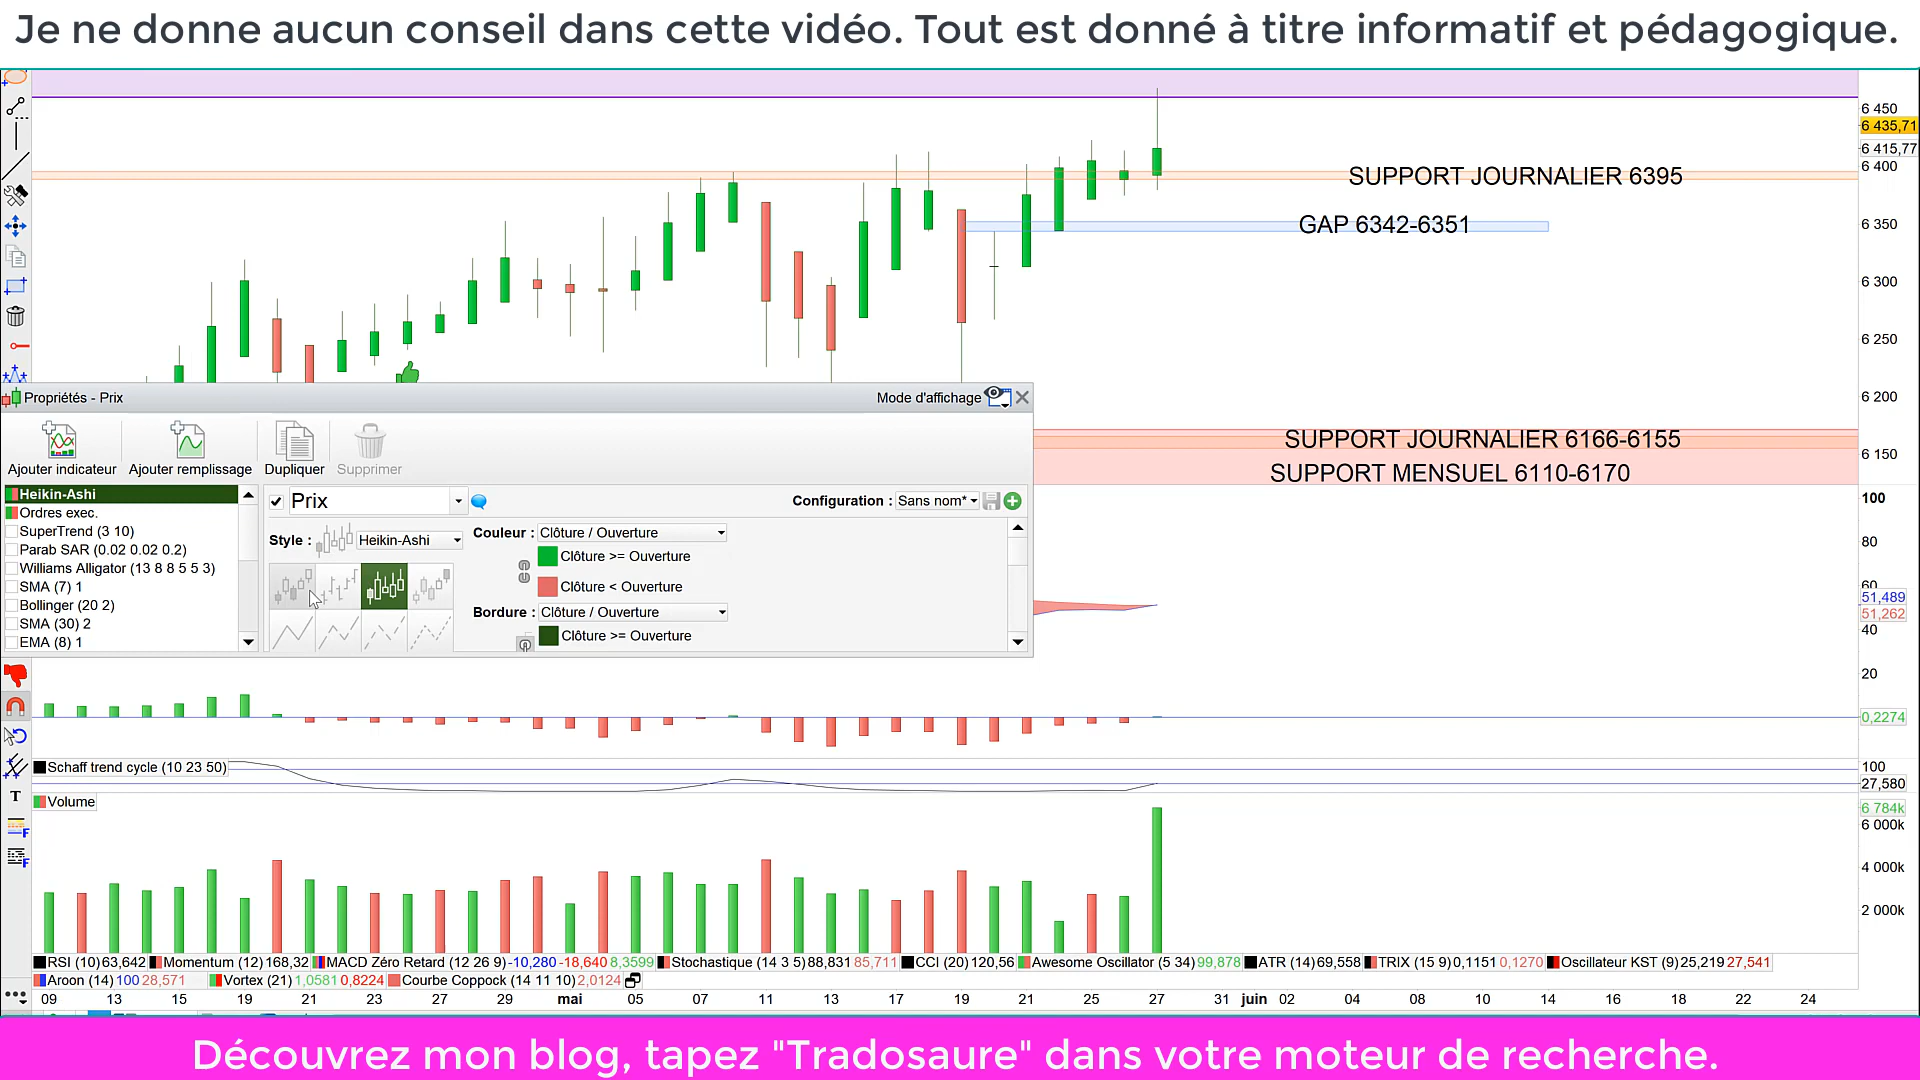 Je ne donne aucun conseil dans cette vidéo. Tout est donné à titre informatif et pédagogique.
6 450
6 435,71
6 415,77
6 400
SUPPORT JOURNALIER 6395
GAP 6342-6351
6 350
6 300
6 250
6 200
6 150
SUPPORT JOURNALIER 6166-6155
SUPPORT MENSUEL 6110-6170
Propriétés - Prix
Mode d'affichage
Ajouter indicateur
Ajouter remplissage
Dupliquer
Supprimer
Heikin-Ashi
Ordres exec.
SuperTrend (3 10)
Parab SAR (0.02 0.02 0.2)
Williams Alligator (13 8 8 5 5 3)
SMA (7) 1
Bollinger (20 2)
SMA (30) 2
EMA (8) 1
Prix
Configuration : Sans nom*
Style : Heikin-Ashi
Couleur : Clôture / Ouverture
Clôture >= Ouverture
Clôture < Ouverture
Bordure : Clôture / Ouverture
Clôture >= Ouverture
100
80
60
51,489
51,262
40
20
0,2274
Schaff trend cycle (10 23 50)
100
27,580
Volume
6 784k
6 000k
4 000k
2 000k
RSI (10) 63,642 Momentum (12) 168,32 MACD Zéro Retard (12 26 9) -10,280 -18,640 8,3599 Stochastique (14 3 5) 88,831 85,711 CCI (20) 120,56 Awesome Oscillator (5 34) 99,878 ATR (14) 69,558 TRIX (15 9) 0,1151 0,1270 Oscillateur KST (9) 25,219 27,541
Aroon (14) 100 28,571 Vortex (21) 1,0581 0,8224 Courbe Coppock (14 11 10) 2,0124
09 13 15 19 21 23 27 29 mai 05 07 11 13 17 19 21 25 27 31 juin 02 04 08 10 14 16 18 22 24
T
F
F
Découvrez mon blog, tapez "Tradosaure" dans votre moteur de recherche.